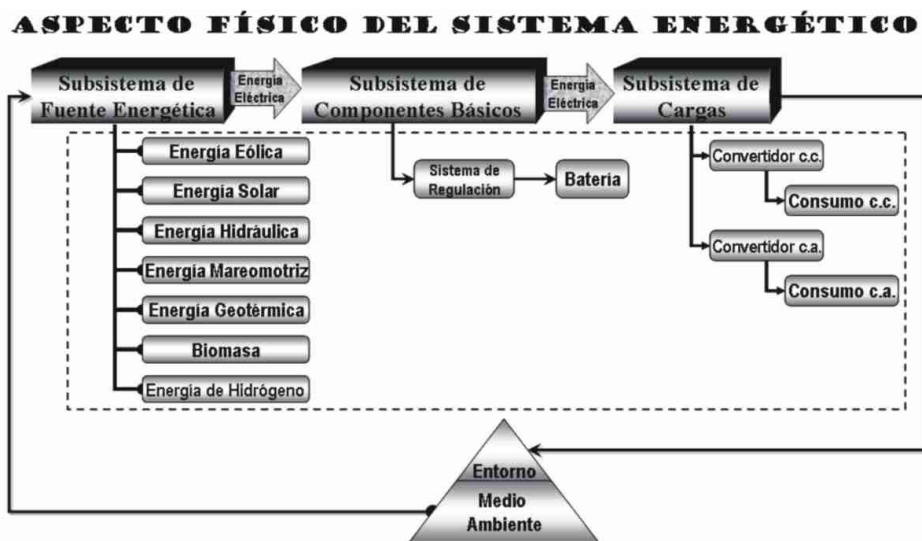 ASPECTO FÍSICO DEL SISTEMA ENERGÉTICO
Subsistema de
Fuente Energética
Energía
Eléctrica
Subsistema de
Componentes Básicos
Energía
Eléctrica
Subsistema de
Cargas
Energía Eólica
Energía Solar
Energía Hidráulica
Energía Mareomotriz
Energía Geotérmica
Biomasa
Energía de Hidrógeno
Sistema de
Regulación
Batería
Convertidor c.c.
Consumo c.c.
Convertidor c.a.
Consumo c.a.
Entorno
Medio
Ambiente